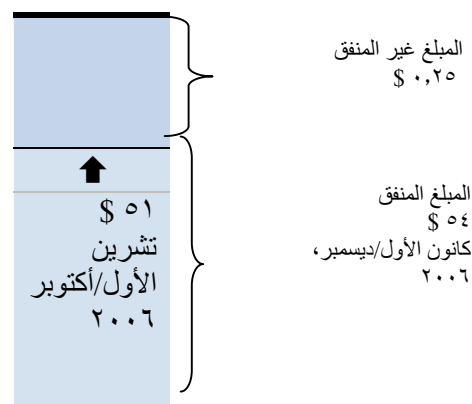 المبلغ غير المنفق
$ ٠,٢٥
المبلغ المنفق
$ ٥٤
كانون الأول/ديسمبر،
٢٠٠٦
$ ٥١
تشرين
الأول/أكتوبر
٢٠٠٦